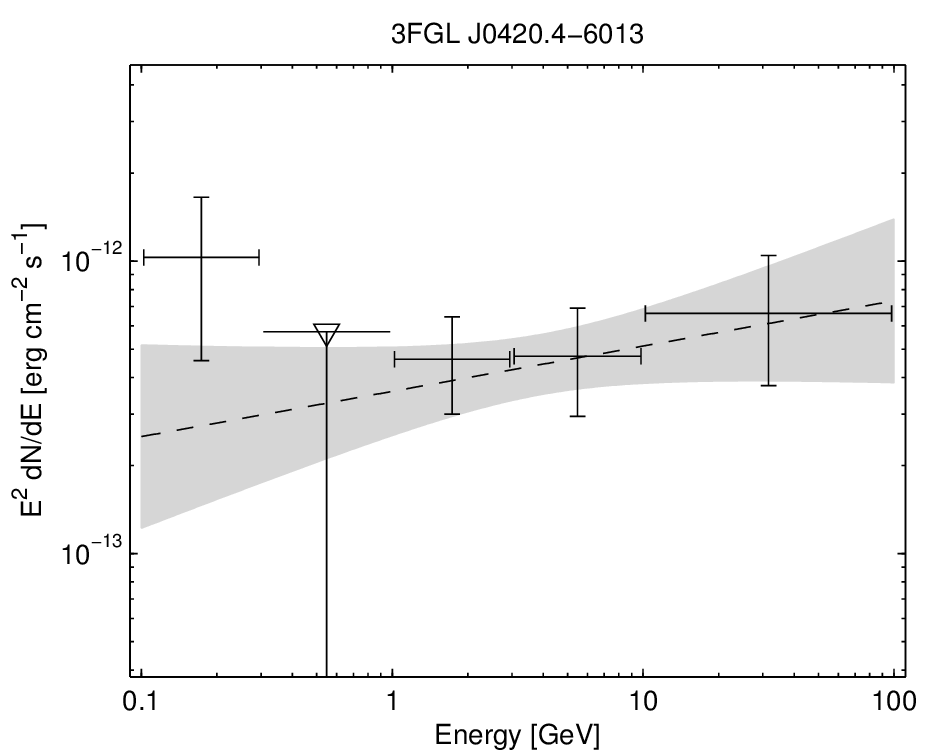 3FGL J0420.4−6013
E² dN/dE [erg cm⁻² s⁻¹]
10⁻¹²
10⁻¹³
0.1 1 10 100
Energy [GeV]